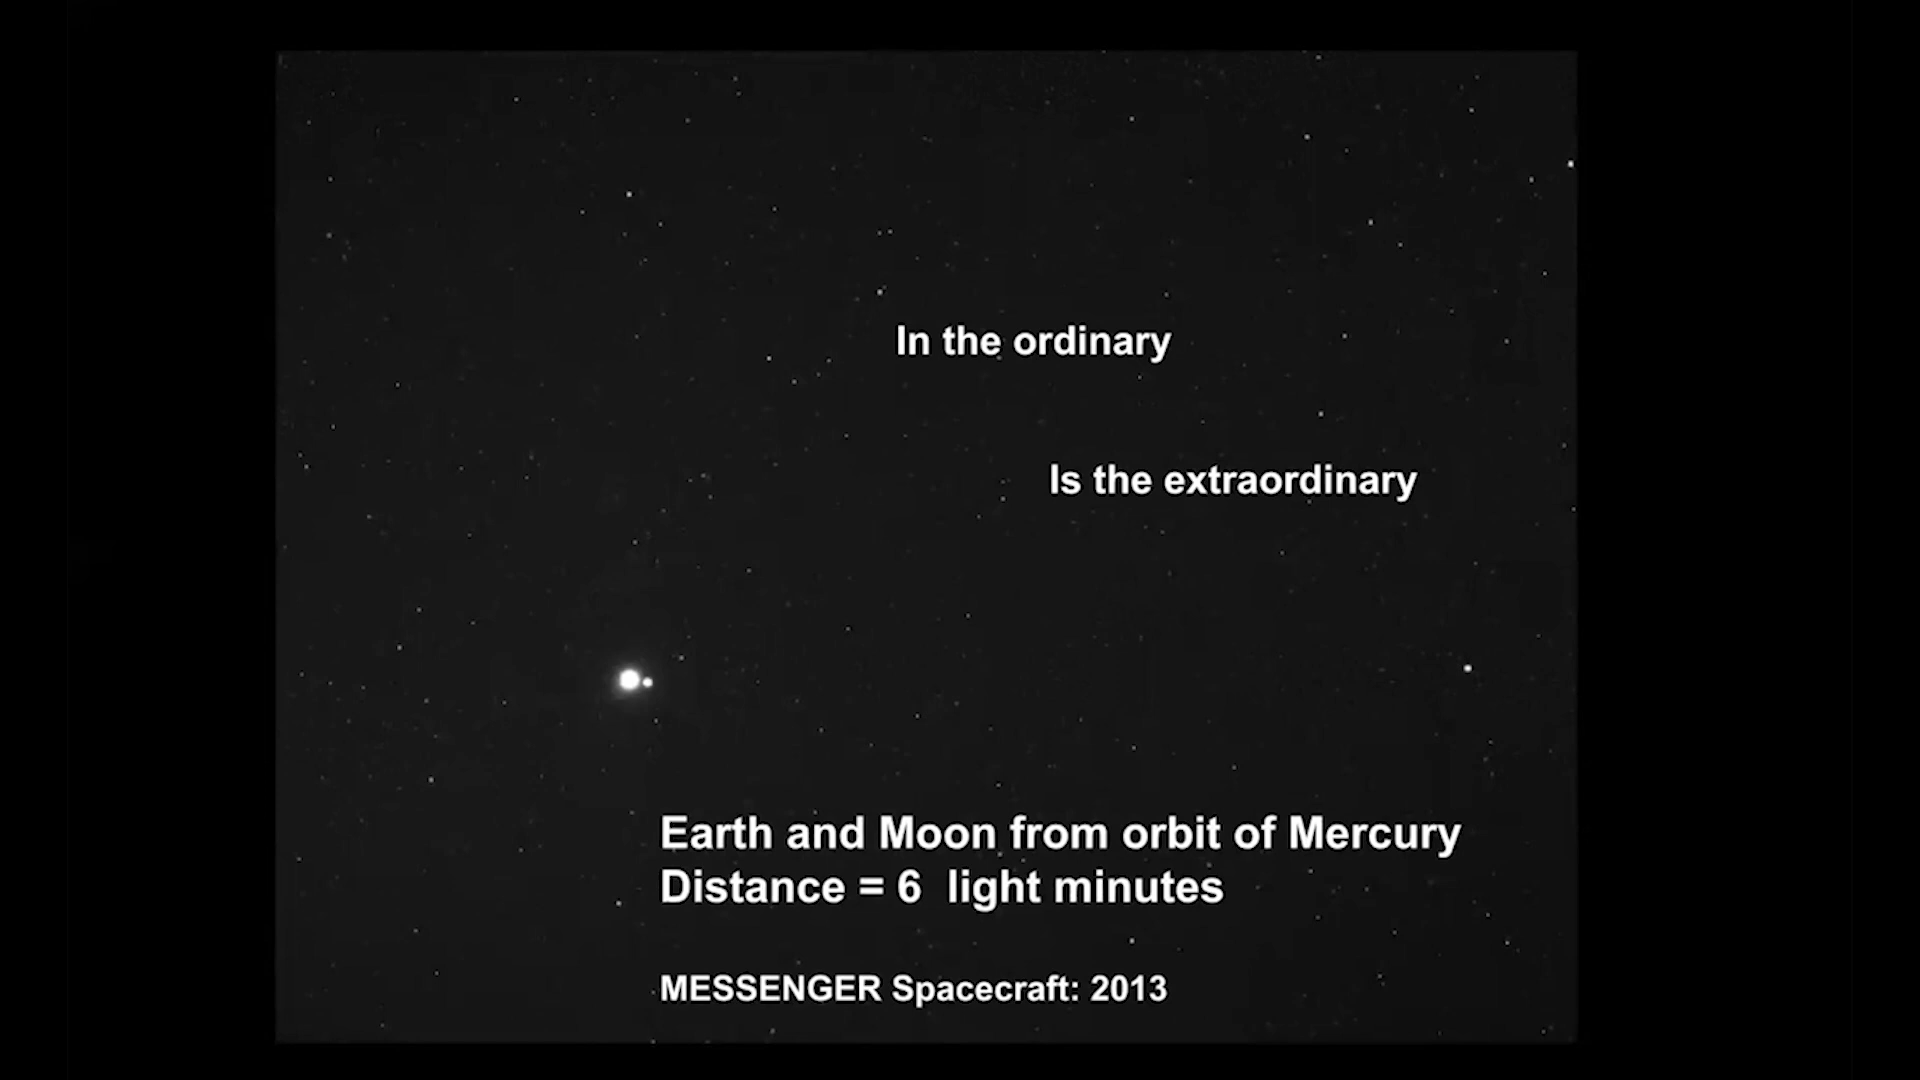 In the ordinary
Is the extraordinary
Earth and Moon from orbit of Mercury
Distance = 6  light minutes
MESSENGER Spacecraft: 2013